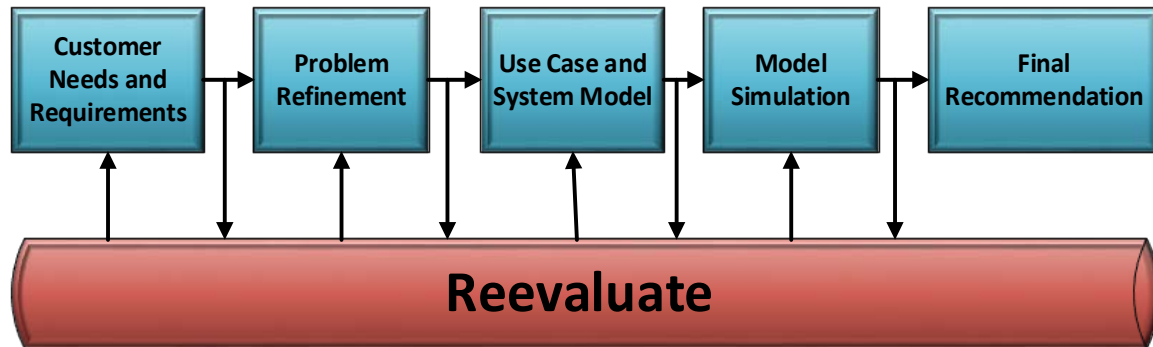 Customer
Needs and
Requirements
Problem
Refinement
Use Case and
System Model
Model
Simulation
Final
Recommendation
Reevaluate